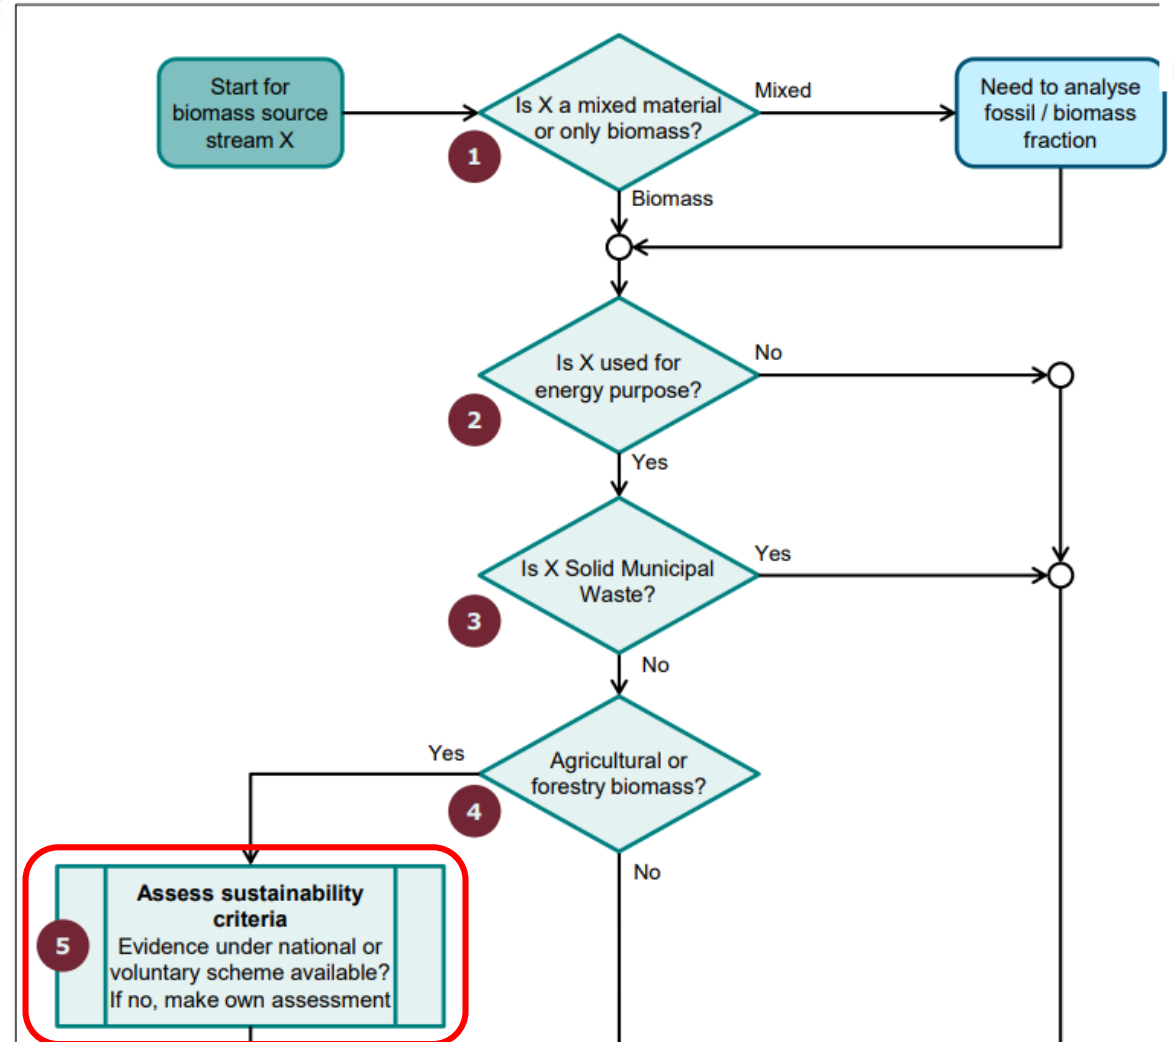 Start for
biomass source
stream X
Is X a mixed material
or only biomass?
1
Mixed
Need to analyse
fossil / biomass
fraction
Biomass
Is X used for
energy purpose?
2
No
Yes
Is X Solid Municipal
Waste?
3
Yes
No
Agricultural or
forestry biomass?
4
Yes
No
Assess sustainability
criteria
Evidence under national or
voluntary scheme available?
If no, make own assessment
5